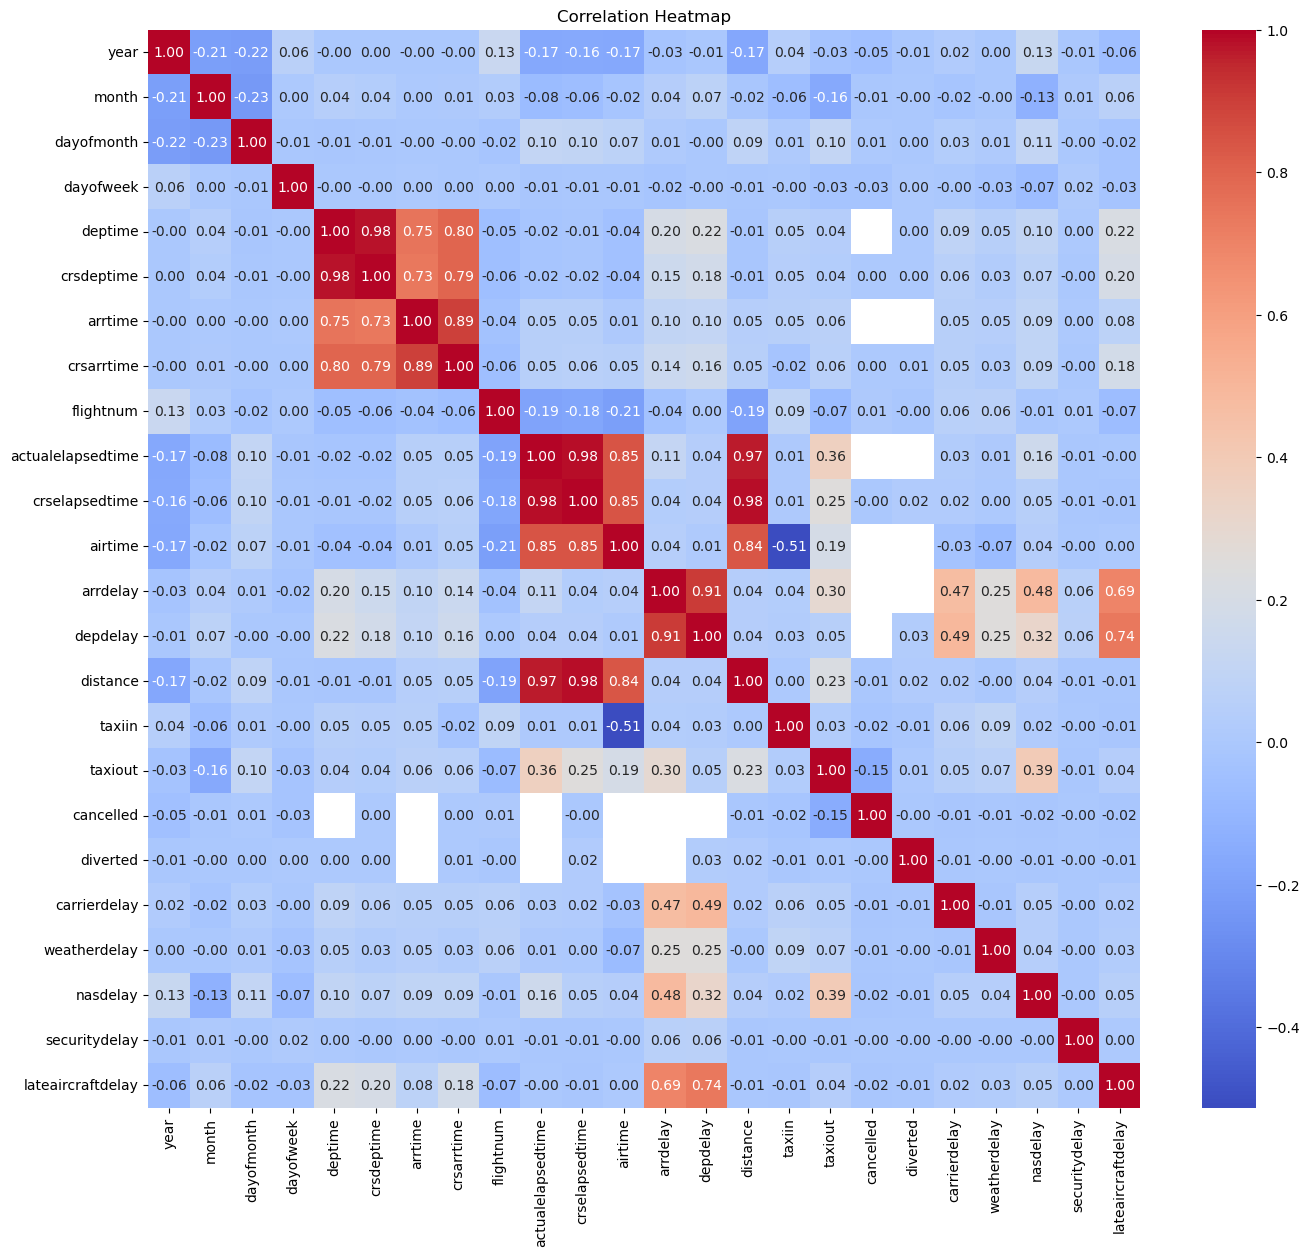 Correlation Heatmap
year 1.00 -0.21 -0.22 0.06 -0.00 0.00 -0.00 -0.00 0.13 -0.17 -0.16 -0.17 -0.03 -0.01 -0.17 0.04 -0.03 -0.05 -0.01 0.02 0.00 0.13 -0.01 -0.06
month -0.21 1.00 -0.23 0.00 0.04 0.04 0.00 0.01 0.03 -0.08 -0.06 -0.02 0.04 0.07 -0.02 -0.06 -0.16 -0.01 -0.00 -0.02 -0.00 -0.13 0.01 0.06
dayofmonth -0.22 -0.23 1.00 -0.01 -0.01 -0.01 -0.00 -0.00 -0.02 0.10 0.10 0.07 0.01 -0.00 0.09 0.01 0.10 0.01 0.00 0.03 0.01 0.11 -0.00 -0.02
dayofweek 0.06 0.00 -0.01 1.00 -0.00 -0.00 0.00 0.00 0.00 -0.01 -0.01 -0.01 -0.02 -0.00 -0.01 -0.00 -0.03 -0.03 0.00 -0.00 -0.03 -0.07 0.02 -0.03
deptime -0.00 0.04 -0.01 -0.00 1.00 0.98 0.75 0.80 -0.05 -0.02 -0.01 -0.04 0.20 0.22 -0.01 0.05 0.04 0.00 0.09 0.05 0.10 0.00 0.22
crsdeptime 0.00 0.04 -0.01 -0.00 0.98 1.00 0.73 0.79 -0.06 -0.02 -0.02 -0.04 0.15 0.18 -0.01 0.05 0.04 0.00 0.00 0.06 0.03 0.07 -0.00 0.20
arrtime -0.00 0.00 -0.00 0.00 0.75 0.73 1.00 0.89 -0.04 0.05 0.05 0.01 0.10 0.10 0.05 0.05 0.06 0.05 0.05 0.09 0.00 0.08
crsarrtime -0.00 0.01 -0.00 0.00 0.80 0.79 0.89 1.00 -0.06 0.05 0.06 0.05 0.14 0.16 0.05 -0.02 0.06 0.00 0.01 0.05 0.03 0.09 -0.00 0.18
flightnum 0.13 0.03 -0.02 0.00 -0.05 -0.06 -0.04 -0.06 1.00 -0.19 -0.18 -0.21 -0.04 0.00 -0.19 0.09 -0.07 0.01 -0.00 0.06 0.06 -0.01 0.01 -0.07
actualelapsedtime -0.17 -0.08 0.10 -0.01 -0.02 -0.02 0.05 0.05 -0.19 1.00 0.98 0.85 0.11 0.04 0.97 0.01 0.36 0.03 0.01 0.16 -0.01 -0.00
crselapsedtime -0.16 -0.06 0.10 -0.01 -0.01 -0.02 0.05 0.06 -0.18 0.98 1.00 0.85 0.04 0.04 0.98 0.01 0.25 -0.00 0.02 0.02 0.00 0.05 -0.01 -0.01
airtime -0.17 -0.02 0.07 -0.01 -0.04 -0.04 0.01 0.05 -0.21 0.85 0.85 1.00 0.04 0.01 0.84 -0.51 0.19 -0.03 -0.07 0.04 -0.00 0.00
arrdelay -0.03 0.04 0.01 -0.02 0.20 0.15 0.10 0.14 -0.04 0.11 0.04 0.04 1.00 0.91 0.04 0.04 0.30 0.47 0.25 0.48 0.06 0.69
depdelay -0.01 0.07 -0.00 -0.00 0.22 0.18 0.10 0.16 0.00 0.04 0.04 0.01 0.91 1.00 0.04 0.03 0.05 0.03 0.49 0.25 0.32 0.06 0.74
distance -0.17 -0.02 0.09 -0.01 -0.01 -0.01 0.05 0.05 -0.19 0.97 0.98 0.84 0.04 0.04 1.00 0.00 0.23 -0.01 0.02 0.02 -0.00 0.04 -0.01 -0.01
taxiin 0.04 -0.06 0.01 -0.00 0.05 0.05 0.05 -0.02 0.09 0.01 0.01 -0.51 0.04 0.03 0.00 1.00 0.03 -0.02 -0.01 0.06 0.09 0.02 -0.00 -0.01
taxiout -0.03 -0.16 0.10 -0.03 0.04 0.04 0.06 0.06 -0.07 0.36 0.25 0.19 0.30 0.05 0.23 0.03 1.00 -0.15 0.01 0.05 0.07 0.39 -0.01 0.04
cancelled -0.05 -0.01 0.01 -0.03 0.00 0.00 0.01 -0.00 -0.01 -0.02 -0.15 1.00 -0.00 -0.01 -0.01 -0.02 -0.00 -0.02
diverted -0.01 -0.00 0.00 0.00 0.00 0.00 0.01 -0.00 0.02 0.03 0.02 -0.01 0.01 -0.00 1.00 -0.01 -0.00 -0.01 -0.00 -0.01
carrierdelay 0.02 -0.02 0.03 -0.00 0.09 0.06 0.05 0.05 0.06 0.03 0.02 -0.03 0.47 0.49 0.02 0.06 0.05 -0.01 -0.01 1.00 -0.01 0.05 -0.00 0.02
weatherdelay 0.00 -0.00 0.01 -0.03 0.05 0.03 0.05 0.03 0.06 0.01 0.00 -0.07 0.25 0.25 -0.00 0.09 0.07 -0.01 -0.00 -0.01 1.00 0.04 -0.00 0.03
nasdelay 0.13 -0.13 0.11 -0.07 0.10 0.07 0.09 0.09 -0.01 0.16 0.05 0.04 0.48 0.32 0.04 0.02 0.39 -0.02 -0.01 0.05 0.04 1.00 -0.00 0.05
securitydelay -0.01 0.01 -0.00 0.02 0.00 -0.00 0.00 -0.00 0.01 -0.01 -0.01 -0.00 0.06 0.06 -0.01 -0.00 -0.01 -0.00 -0.00 -0.00 -0.00 -0.00 1.00 0.00
lateaircraftdelay -0.06 0.06 -0.02 -0.03 0.22 0.20 0.08 0.18 -0.07 -0.00 -0.01 0.00 0.69 0.74 -0.01 -0.01 0.04 -0.02 -0.01 0.02 0.03 0.05 0.00 1.00
year
month
dayofmonth
dayofweek
deptime
crsdeptime
arrtime
crsarrtime
flightnum
actualelapsedtime
crselapsedtime
airtime
arrdelay
depdelay
distance
taxiin
taxiout
cancelled
diverted
carrierdelay
weatherdelay
nasdelay
securitydelay
lateaircraftdelay
1.0
0.8
0.6
0.4
0.2
0.0
−0.2
−0.4